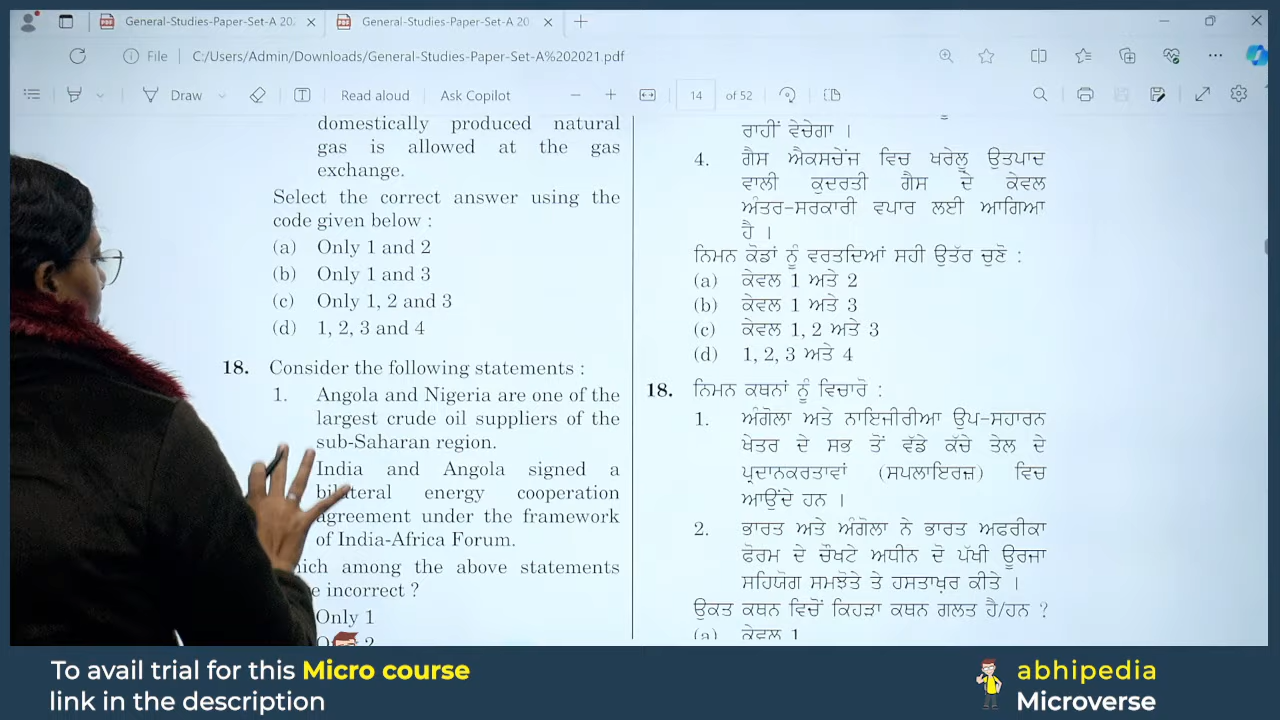 General-Studies-Paper-Set-A 202
General-Studies-Paper-Set-A 20
File C:/Users/Admin/Downloads/General-Studies-Paper-Set-A%202021.pdf
Draw Read aloud Ask Copilot 14 of 52
domestically produced natural
gas is allowed at the gas
exchange.
Select the correct answer using the
code given below :
(a) Only 1 and 2
(b) Only 1 and 3
(c) Only 1, 2 and 3
(d) 1, 2, 3 and 4
18. Consider the following statements :
1. Angola and Nigeria are one of the
largest crude oil suppliers of the
sub-Saharan region.
India and Angola signed a
bilateral energy cooperation
agreement under the framework
of India-Africa Forum.
among the above statements
incorrect ?
Only 1
2
ਰਾਹੀਂ ਵੇਚੇਗਾ ।
4. ਗੈਸ ਐਕਸਚੇਂਜ ਵਿਚ ਖਰੇਲੂ ਉਤਪਾਦ
ਵਾਲੀ ਕੁਦਰਤੀ ਗੈਸ ਦੇ ਕੇਵਲ
ਅੰਤਰ-ਸਰਕਾਰੀ ਵਪਾਰ ਲਈ ਆਗਿਆ
ਹੈ ।
ਨਿਮਨ ਕੋਡਾਂ ਨੂੰ ਵਰਤਦਿਆਂ ਸਹੀ ਉਤੱਰ ਚੁਣੋ :
(a) ਕੇਵਲ 1 ਅਤੇ 2
(b) ਕੇਵਲ 1 ਅਤੇ 3
(c) ਕੇਵਲ 1, 2 ਅਤੇ 3
(d) 1, 2, 3 ਅਤੇ 4
18. ਨਿਮਨ ਕਥਨਾਂ ਨੂੰ ਵਿਚਾਰੋ :
1. ਅੰਗੋਲਾ ਅਤੇ ਨਾਇਜੀਰੀਆ ਉਪ-ਸਹਾਰਨ
ਖੇਤਰ ਦੇ ਸਭ ਤੋਂ ਵੱਡੇ ਕੱਚੇ ਤੇਲ ਦੇ
ਪ੍ਰਦਾਨਕਰਤਾਵਾਂ (ਸਪਲਾਇਰਜ਼) ਵਿਚ
ਆਉਂਦੇ ਹਨ ।
2. ਭਾਰਤ ਅਤੇ ਅੰਗੋਲਾ ਨੇ ਭਾਰਤ ਅਫਰੀਕਾ
ਫੋਰਮ ਦੇ ਚੌਖਟੇ ਅਧੀਨ ਦੋ ਪੱਖੀ ਊਰਜਾ
ਸਹਿਯੋਗ ਸਮਝੋਤੇ ਤੇ ਹਸਤਾਖ਼ਰ ਕੀਤੇ ।
ਉਕਤ ਕਥਨ ਵਿਚੋਂ ਕਿਹੜਾ ਕਥਨ ਗਲਤ ਹੈ/ਹਨ ?
(a) ਕੇਵਲ 1
To avail trial for this Micro course
link in the description
abhipedia
Microverse